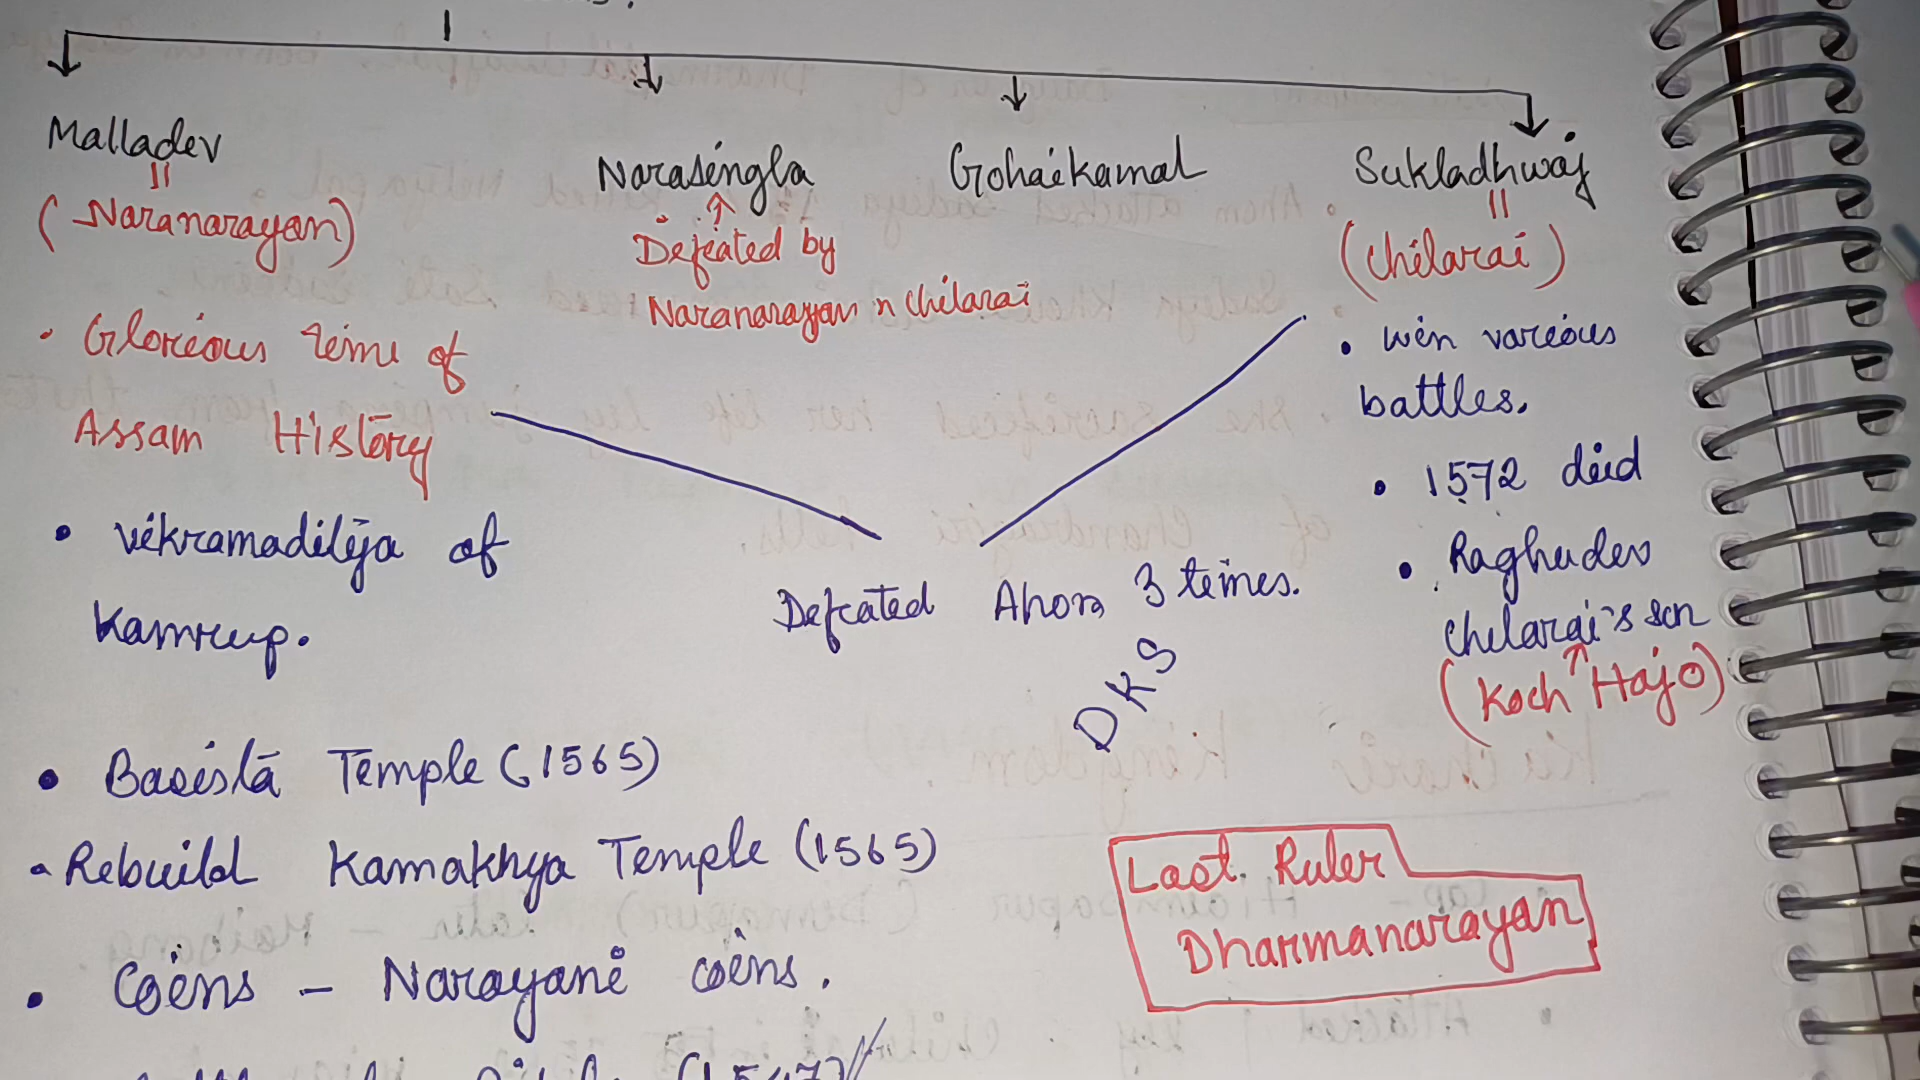 Malladev
Narasingha
Gohaikamal
Sukladhwaj
(Naranarayan)
Defeated by
Naranarayan n Chilarai
(Chilarai)
• Glorious time of
Assam History
• win various
battles.
• 1572 died
• Vikramaditya of
Kamrup.
Defeated Ahom 3 times.
DKS
• Raghudev
Chilarai's son
(Koch Hajo)
• Basista Temple (1565)
• Rebuild Kamakhya Temple (1565)
Last Ruler
Dharmanarayan
• Coins - Narayani coins.